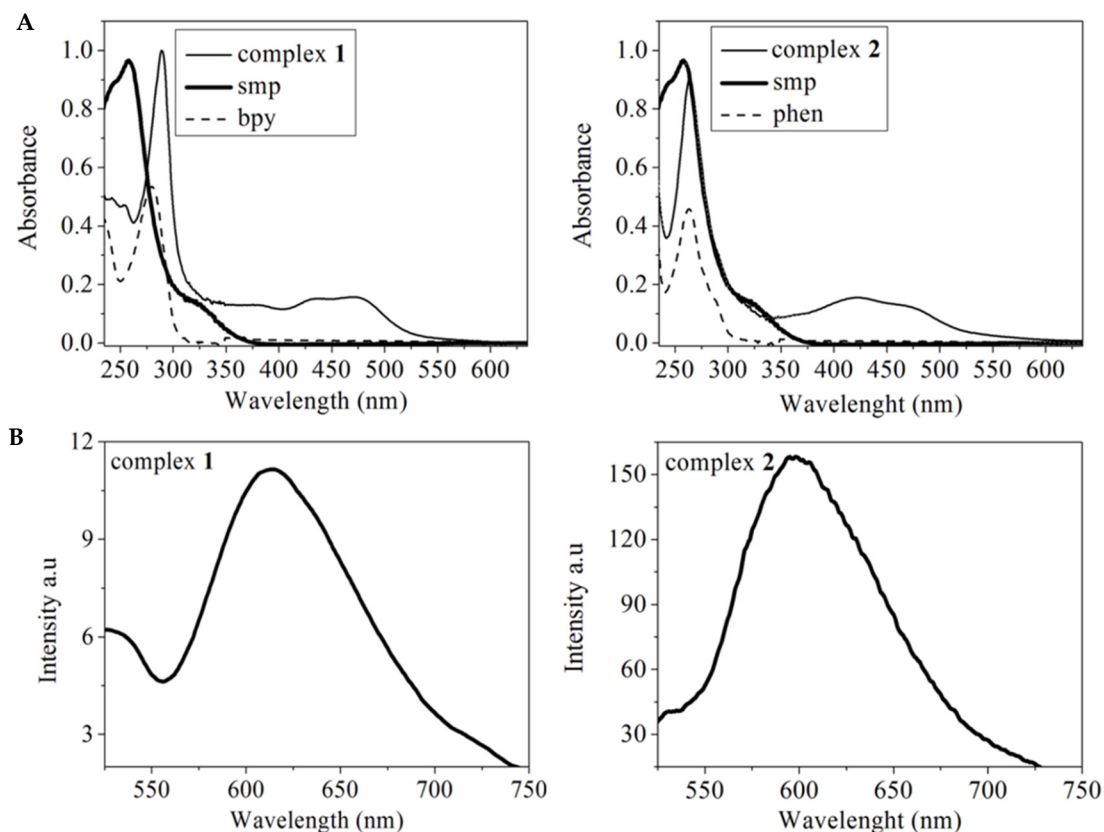 A
1.0
0.8
0.6
0.4
0.2
0.0
Absorbance
complex 1
smp
bpy
250 300 350 400 450 500 550 600
Wavelength (nm)
1.0
0.8
0.6
0.4
0.2
0.0
Absorbance
complex 2
smp
phen
250 300 350 400 450 500 550 600
Wavelenght (nm)
B
12
9
6
3
Intensity a.u
complex 1
550 600 650 700 750
Wavelength (nm)
150
120
90
60
30
Intensity a.u
complex 2
550 600 650 700 750
Wavelenght (nm)